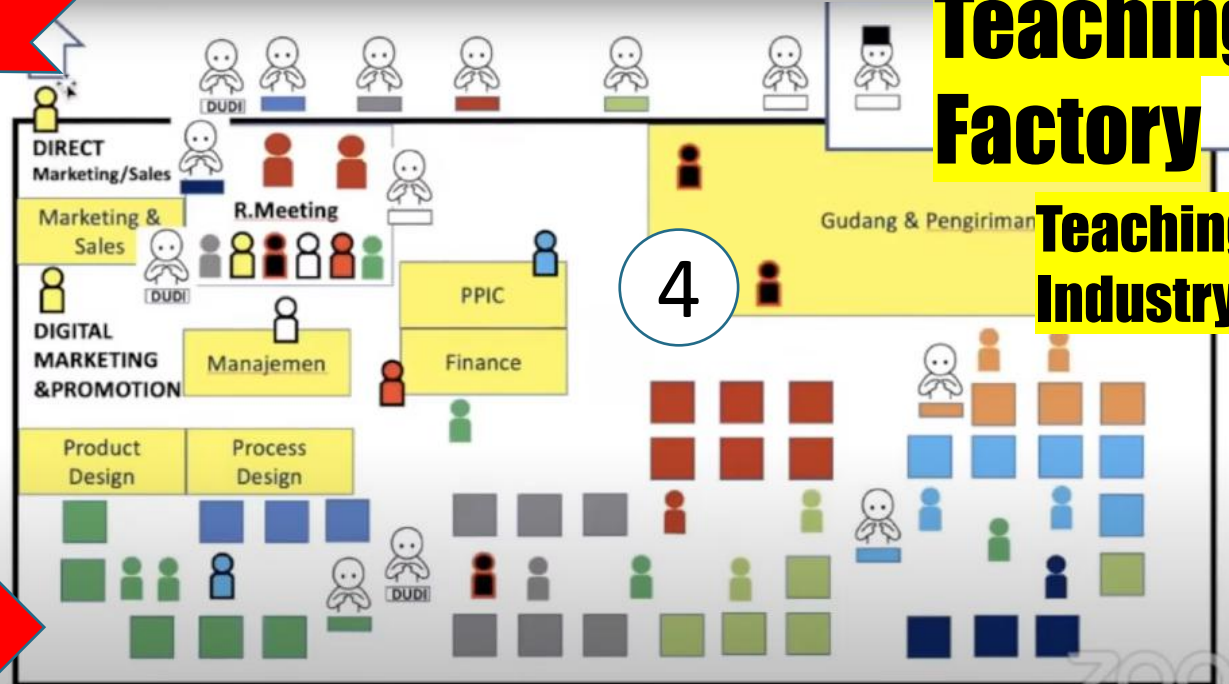 Teaching
Factory
Teaching
Industry
DUDI
DIRECT
Marketing/Sales
Marketing &
Sales
R.Meeting
DUDI
DIGITAL
MARKETING
&PROMOTION
Manajemen
PPIC
Finance
4
Gudang & Pengiriman
Product
Design
Process
Design
DUDI